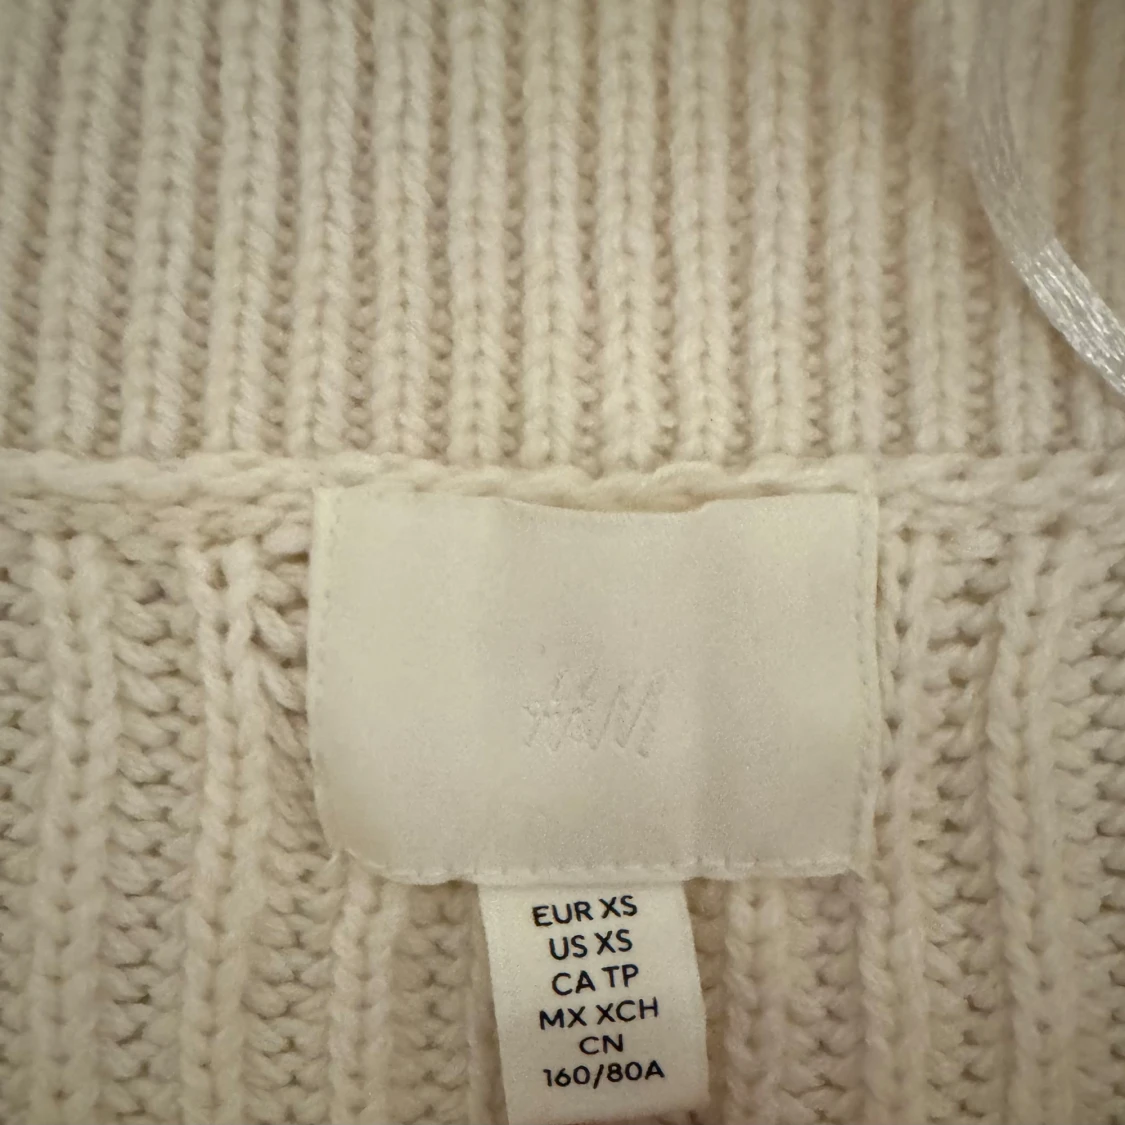 H&M
EUR XS
US XS
CA TP
MX XCH
CN
160/80A